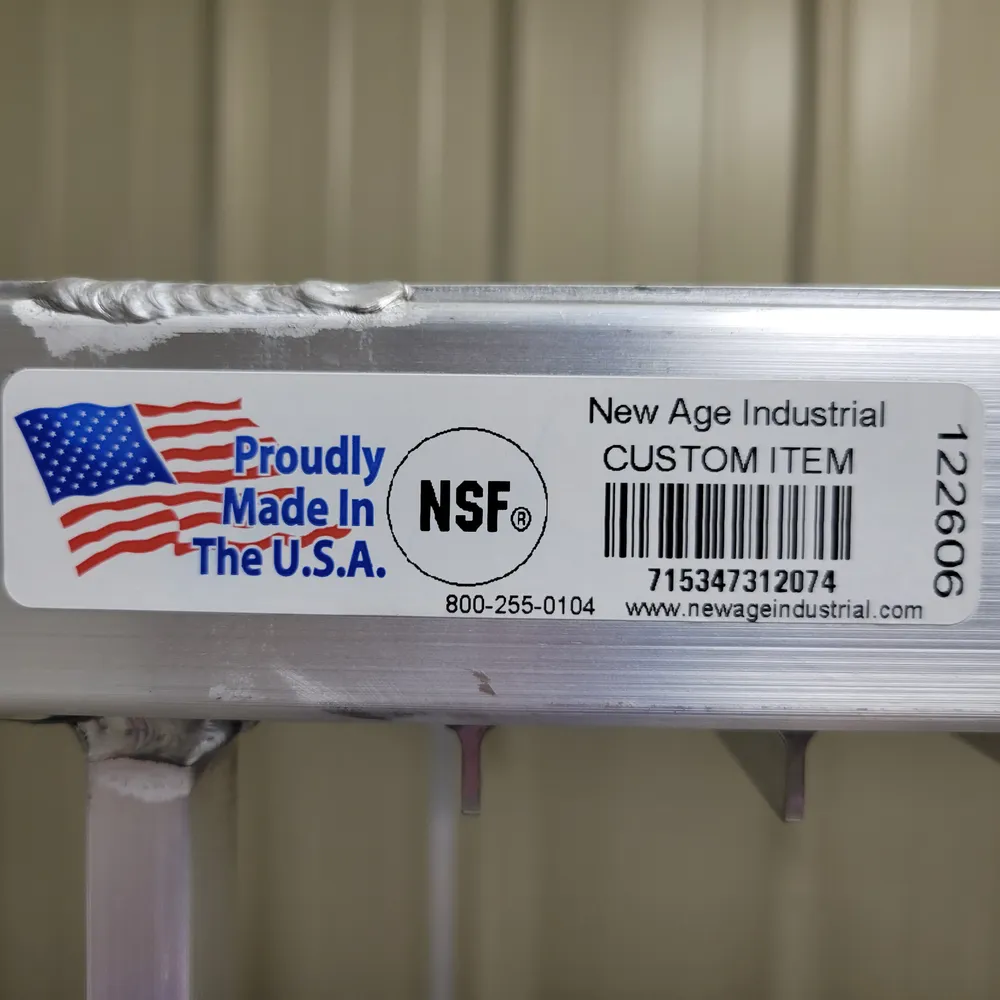 Proudly
Made In
The U.S.A.
NSF®
800-255-0104
New Age Industrial
CUSTOM ITEM
715347312074
www.newageindustrial.com
122606